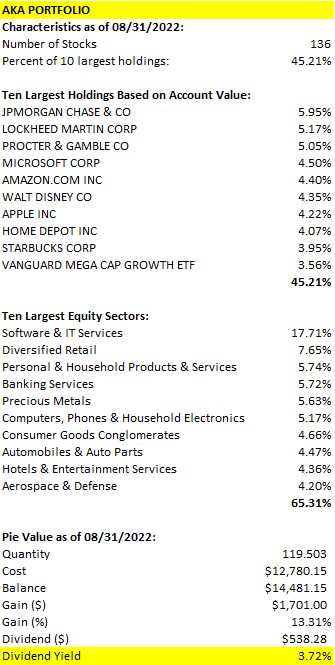 AKA PORTFOLIO
Characteristics as of 08/31/2022:
Number of Stocks 136
Percent of 10 largest holdings: 45.21%
Ten Largest Holdings Based on Account Value:
JPMORGAN CHASE & CO 5.95%
LOCKHEED MARTIN CORP 5.17%
PROCTER & GAMBLE CO 5.05%
MICROSOFT CORP 4.50%
AMAZON.COM INC 4.40%
WALT DISNEY CO 4.35%
APPLE INC 4.22%
HOME DEPOT INC 4.07%
STARBUCKS CORP 3.95%
VANGUARD MEGA CAP GROWTH ETF 3.56%
45.21%
Ten Largest Equity Sectors:
Software & IT Services 17.71%
Diversified Retail 7.65%
Personal & Household Products & Services 5.74%
Banking Services 5.72%
Precious Metals 5.63%
Computers, Phones & Household Electronics 5.17%
Consumer Goods Conglomerates 4.66%
Automobiles & Auto Parts 4.47%
Hotels & Entertainment Services 4.36%
Aerospace & Defense 4.20%
65.31%
Pie Value as of 08/31/2022:
Quantity 119.503
Cost $12,780.15
Balance $14,481.15
Gain ($) $1,701.00
Gain (%) 13.31%
Dividend ($) $538.28
Dividend Yield 3.72%